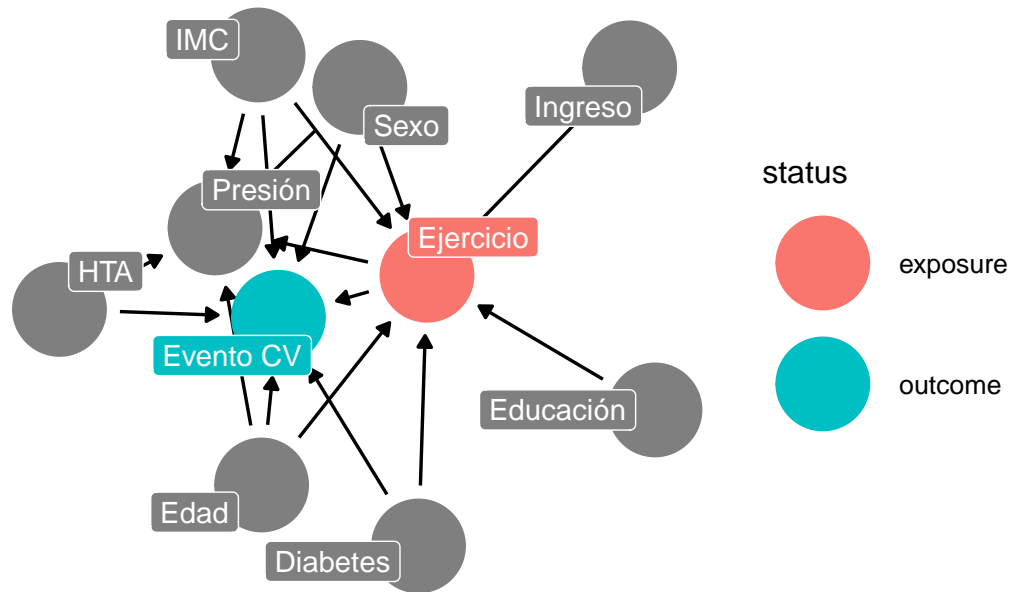 IMC
Sexo
Ingreso
Presión
Ejercicio
HTA
Evento CV
Educación
Edad
Diabetes
status
exposure
outcome